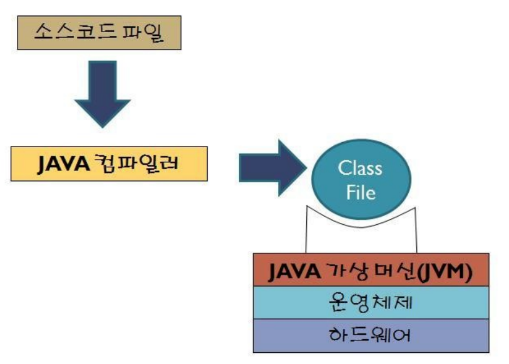 소스코드 파일
JAVA 컴파일러
Class
File
JAVA 가상 머신(JVM)
운영체제
하드웨어